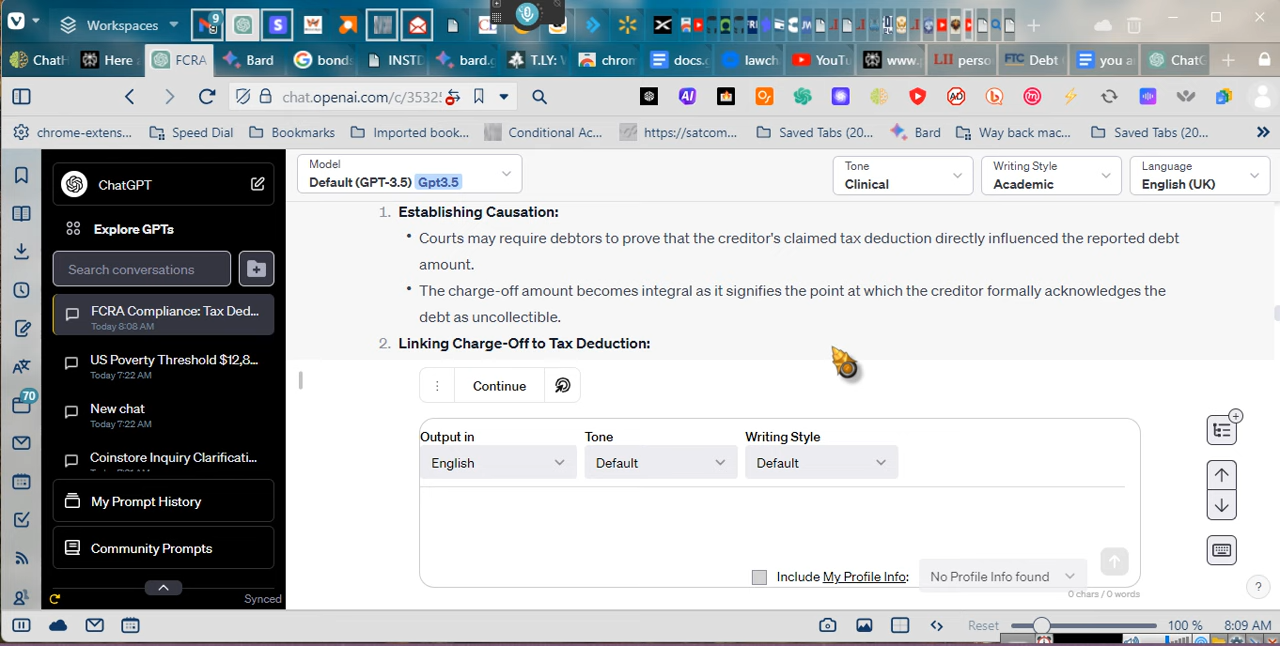 Workspaces
9
ChatH
Here
FCRA
Bard
bonds
INSTD
bard.g
T.I.Y:
chrom
docs.c
lawch
YouTu
www.p
LII perso
FTC Debt
you a
ChatG
chat.openai.com/c/3532
chrome-extens...
Speed Dial
Bookmarks
Imported book...
Conditional Ac...
https://satcom...
Saved Tabs (20...
Bard
Way back mac...
Saved Tabs (20...
ChatGPT
Explore GPTs
Search conversations
FCRA Compliance: Tax Ded...
Today 8:08 AM
US Poverty Threshold $12,8...
Today 7:22 AM
New chat
Today 7:22 AM
Coinstore Inquiry Clarificati...
My Prompt History
Community Prompts
Synced
70
Model
Default (GPT-3.5) Gpt3.5
Tone
Clinical
Writing Style
Academic
Language
English (UK)
1. Establishing Causation:
• Courts may require debtors to prove that the creditor's claimed tax deduction directly influenced the reported debt
amount.
• The charge-off amount becomes integral as it signifies the point at which the creditor formally acknowledges the
debt as uncollectible.
2. Linking Charge-Off to Tax Deduction:
Continue
Output in
English
Tone
Default
Writing Style
Default
Include My Profile Info:
No Profile Info found
0 chars / 0 words
?
Reset
100 %
8:09 AM